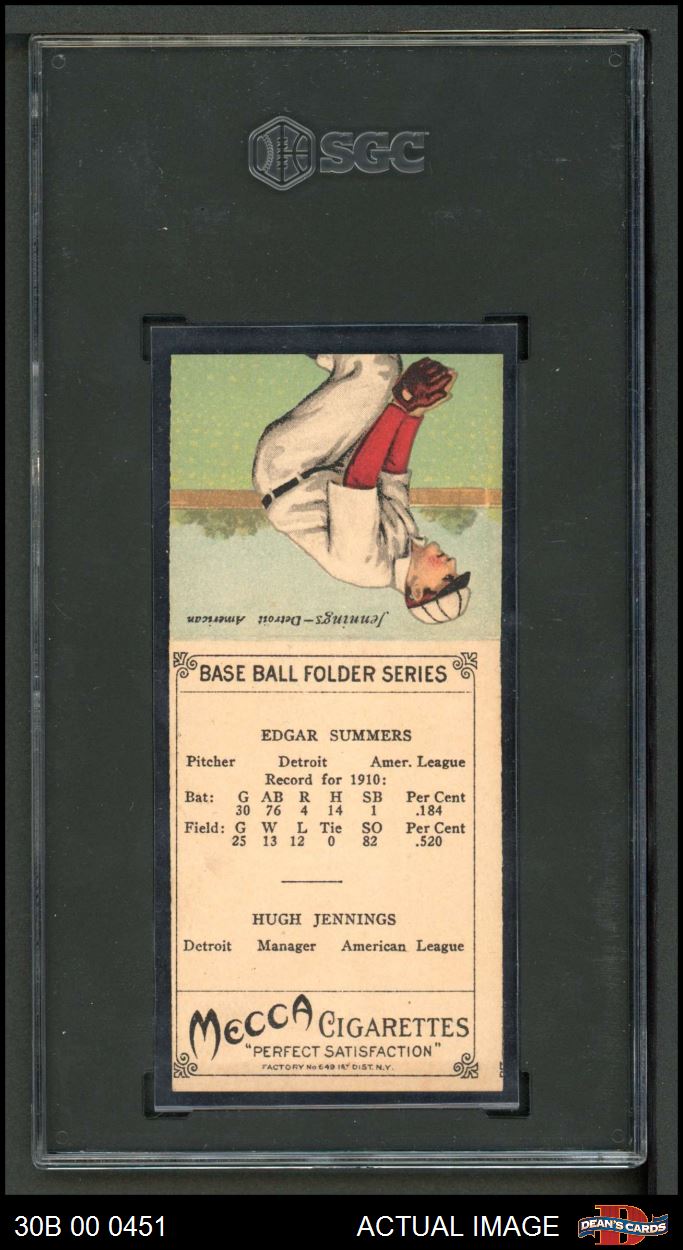 SGC
Jennings-Detroit American
BASE BALL FOLDER SERIES
EDGAR SUMMERS
Pitcher Detroit Amer. League
Record for 1910:
Bat: G AB R H SB Per Cent
30 76 4 14 1 .184
Field: G W L Tie SO Per Cent
25 13 12 0 82 .520
HUGH JENNINGS
Detroit Manager American League
MECCA CIGARETTES
"PERFECT SATISFACTION"
FACTORY No 649 1ST DIST. N.Y.
30B 00 0451 ACTUAL IMAGE DEAN'S CARDS